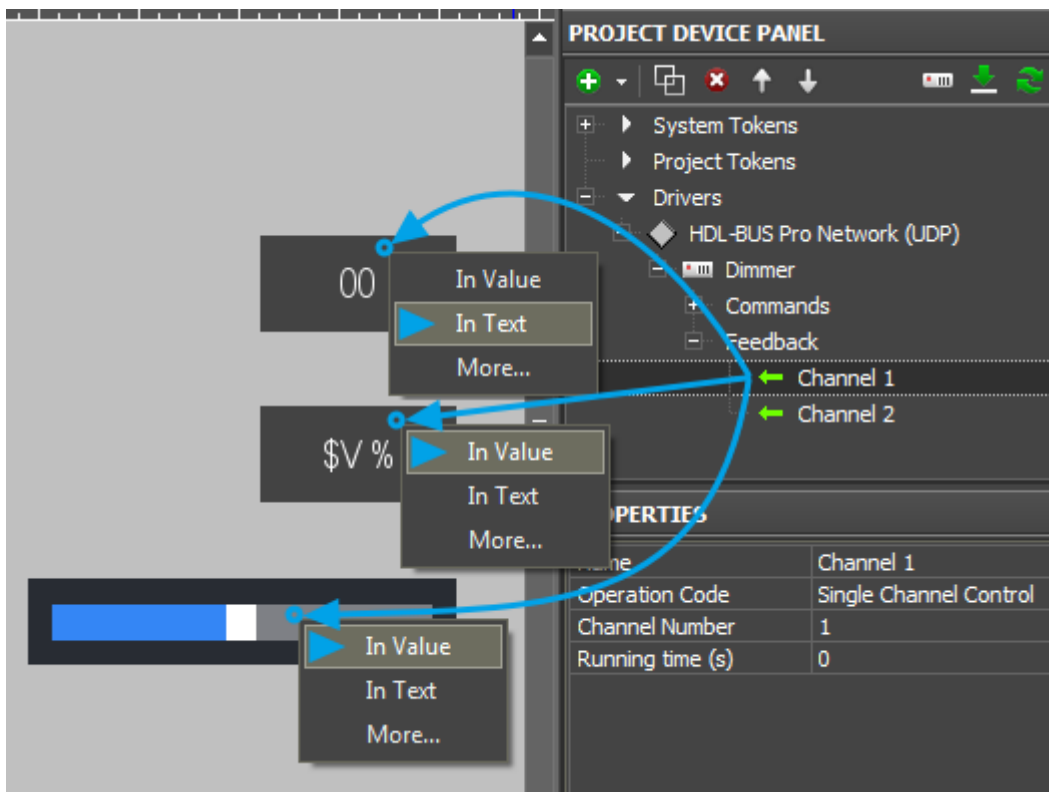 PROJECT DEVICE PANEL
System Tokens
Project Tokens
Drivers
HDL-BUS Pro Network (UDP)
Dimmer
Commands
Feedback
Channel 1
Channel 2
00
In Value
In Text
More...
$V %
In Value
In Text
More...
In Value
In Text
More...
PERTIES
Name Channel 1
Operation Code Single Channel Control
Channel Number 1
Running time (s) 0